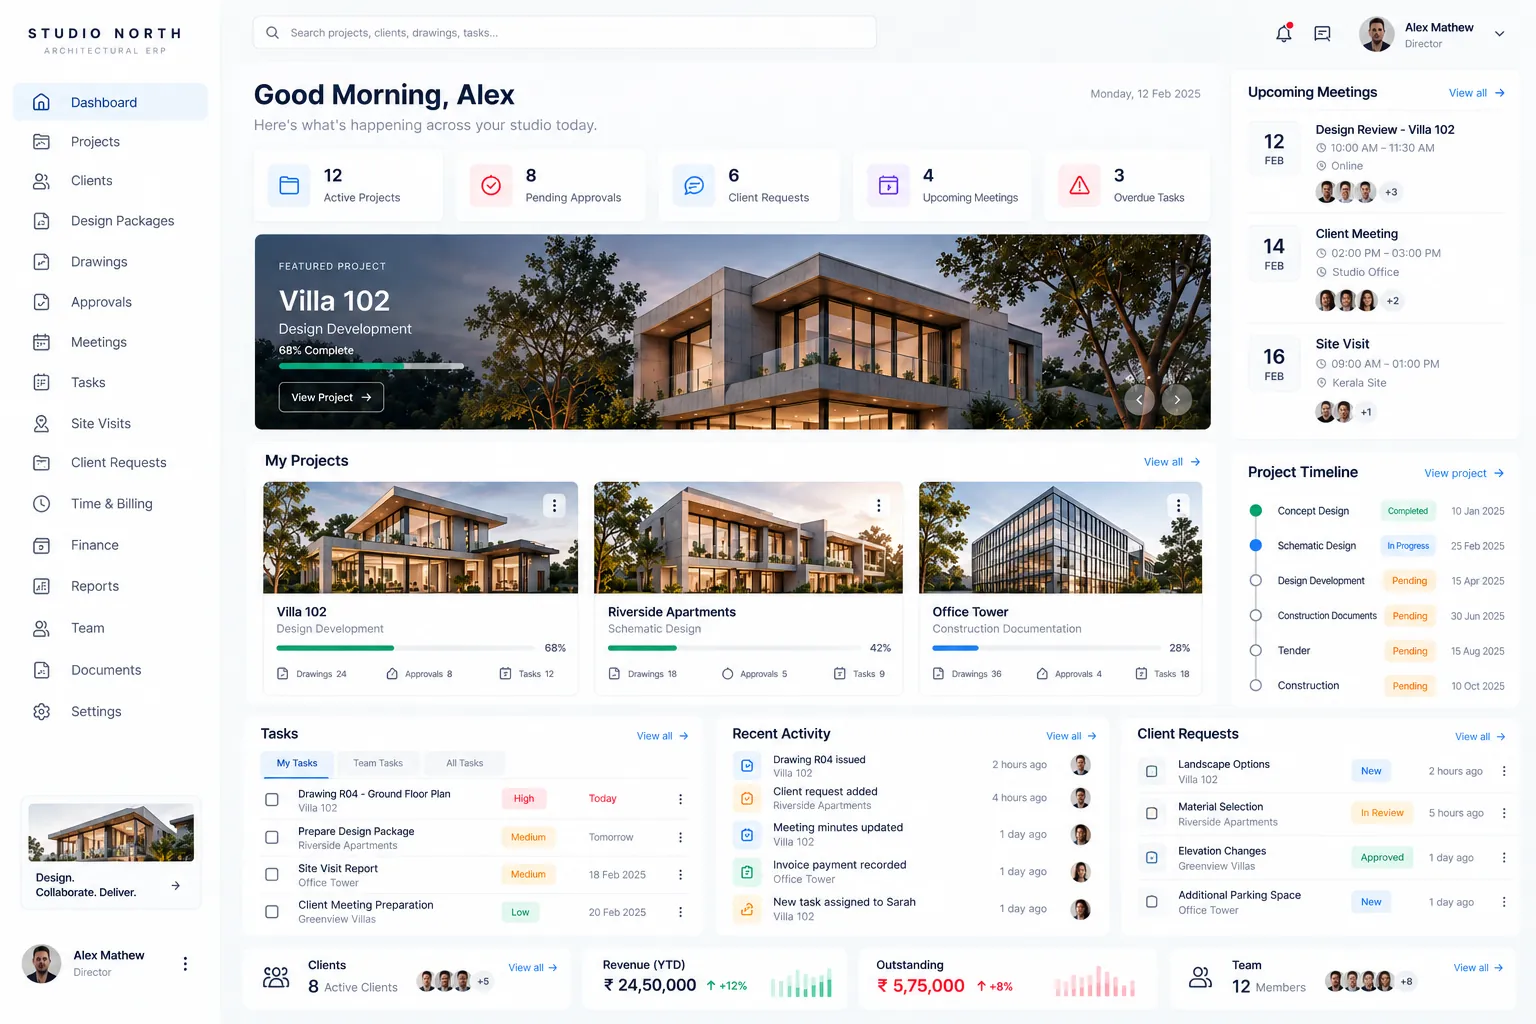 STUDIO NORTH
ARCHITECTURAL ERP
Dashboard
Projects
Clients
Design Packages
Drawings
Approvals
Meetings
Tasks
Site Visits
Client Requests
Time & Billing
Finance
Reports
Team
Documents
Settings
Design.
Collaborate. Deliver.
Alex Mathew
Director
Search projects, clients, drawings, tasks...
Alex Mathew
Director
Good Morning, Alex
Here's what's happening across your studio today.
Monday, 12 Feb 2025
12
Active Projects
8
Pending Approvals
6
Client Requests
4
Upcoming Meetings
3
Overdue Tasks
FEATURED PROJECT
Villa 102
Design Development
68% Complete
View Project
My Projects
View all
Villa 102
Design Development
68%
Drawings 24
Approvals 8
Tasks 12
Riverside Apartments
Schematic Design
42%
Drawings 18
Approvals 5
Tasks 9
Office Tower
Construction Documentation
28%
Drawings 36
Approvals 4
Tasks 18
Upcoming Meetings
View all
12
FEB
Design Review - Villa 102
10:00 AM – 11:30 AM
Online
+3
14
FEB
Client Meeting
02:00 PM – 03:00 PM
Studio Office
+2
16
FEB
Site Visit
09:00 AM – 01:00 PM
Kerala Site
+1
Project Timeline
View project
Concept Design Completed 10 Jan 2025
Schematic Design In Progress 25 Feb 2025
Design Development Pending 15 Apr 2025
Construction Documents Pending 30 Jun 2025
Tender Pending 15 Aug 2025
Construction Pending 10 Oct 2025
Tasks
View all
My Tasks
Team Tasks
All Tasks
Drawing R04 - Ground Floor Plan
Villa 102
High
Today
Prepare Design Package
Riverside Apartments
Medium
Tomorrow
Site Visit Report
Office Tower
Medium
18 Feb 2025
Client Meeting Preparation
Greenview Villas
Low
20 Feb 2025
Recent Activity
View all
Drawing R04 issued
Villa 102
2 hours ago
Client request added
Riverside Apartments
4 hours ago
Meeting minutes updated
Villa 102
1 day ago
Invoice payment recorded
Office Tower
1 day ago
New task assigned to Sarah
Villa 102
1 day ago
Client Requests
View all
Landscape Options
Villa 102
New
2 hours ago
Material Selection
Riverside Apartments
In Review
5 hours ago
Elevation Changes
Greenview Villas
Approved
1 day ago
Additional Parking Space
Office Tower
New
1 day ago
Clients
8 Active Clients
+5
View all
Revenue (YTD)
₹ 24,50,000
+12%
Outstanding
₹ 5,75,000
+8%
Team
12 Members
+8
View all